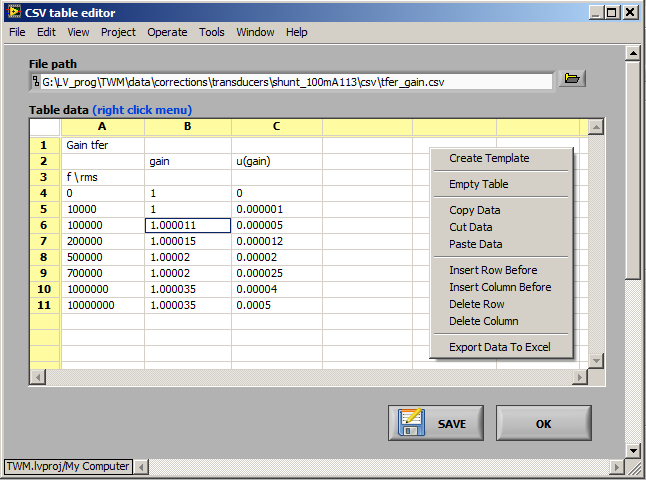 CSV table editor
File Edit View Project Operate Tools Window Help
File path
G:\LV_prog\TWM\data\corrections\transducers\shunt_100mA113\csv\tfer_gain.csv
Table data (right click menu)
A B C
1 Gain tfer
2 gain u(gain)
3 f \ rms
4 0 1 0
5 10000 1 0.000001
6 100000 1.000011 0.000005
7 200000 1.000015 0.000012
8 500000 1.00002 0.00002
9 700000 1.00002 0.000025
10 1000000 1.000035 0.00004
11 10000000 1.000035 0.0005
Create Template
Empty Table
Copy Data
Cut Data
Paste Data
Insert Row Before
Insert Column Before
Delete Row
Delete Column
Export Data To Excel
SAVE OK
TWM.lvproj/My Computer